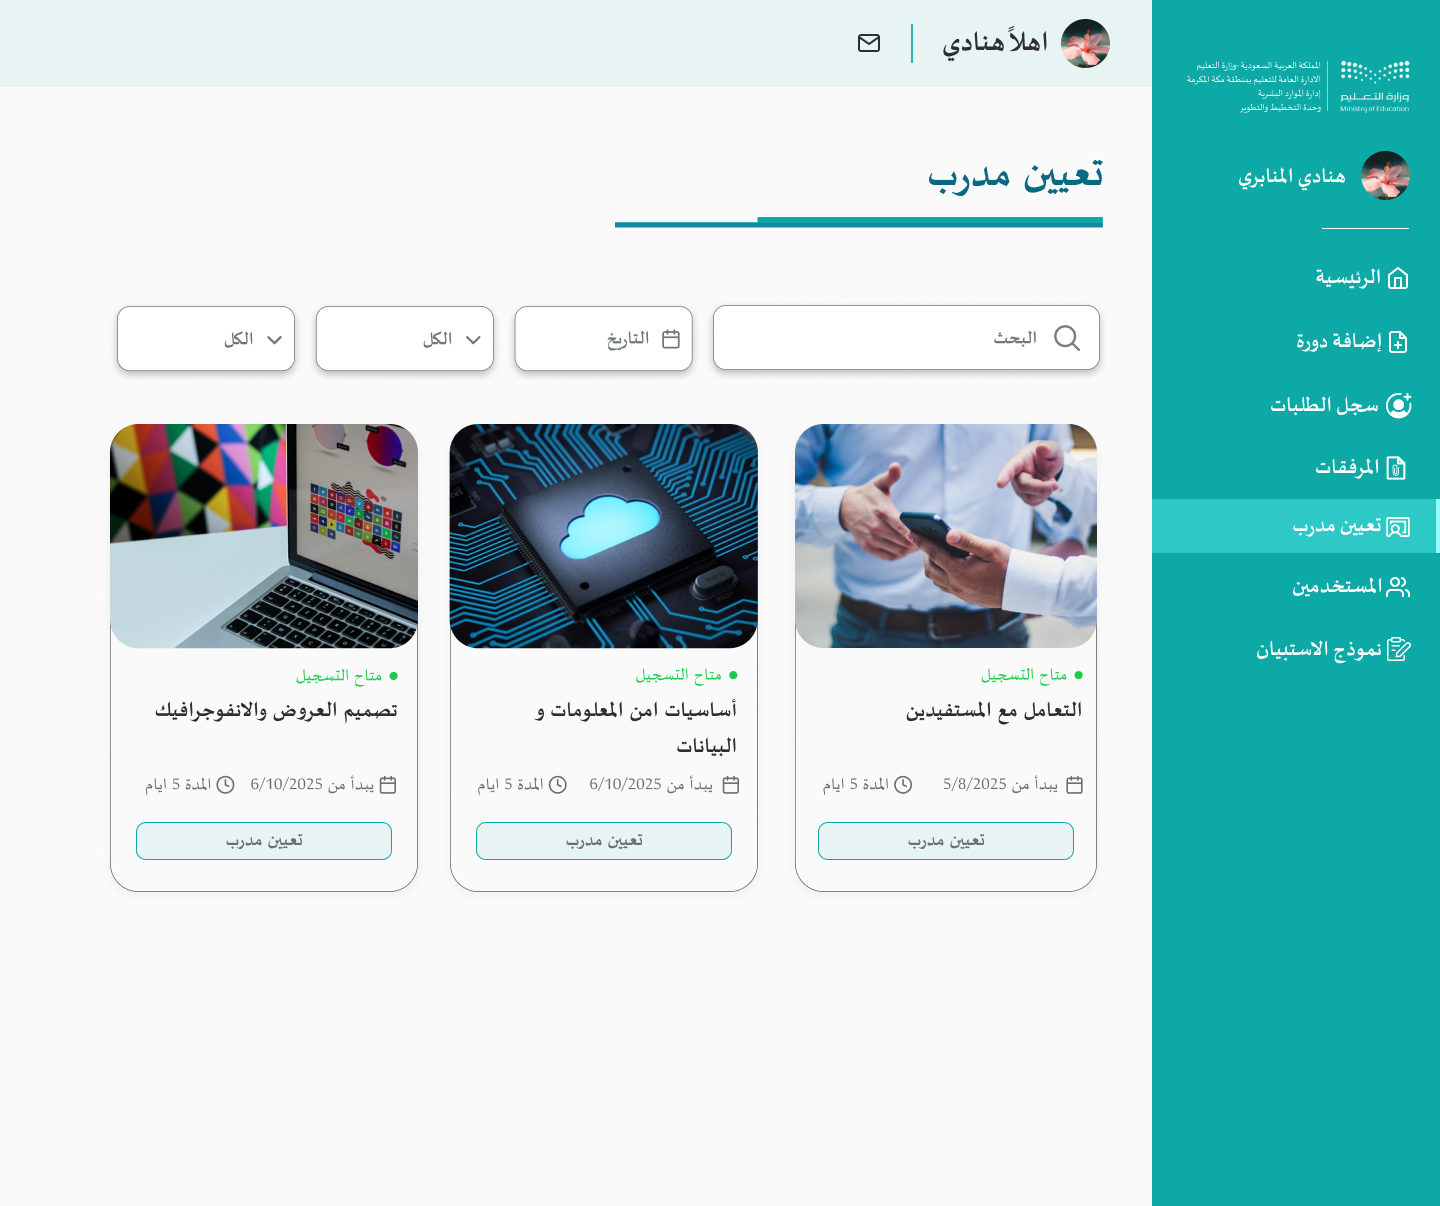 اهلاً هنادي
المملكة العربية السعودية -وزارة التعليم
الادارة العامة للتعليم بمنطقة مكة المكرمة
إدارة الموارد البشرية
وحدة التخطيط والتطوير
وزارة التعـــليم
Ministry of Education
هنادي المنابري
الرئيسية
إضافة دورة
سجل الطلبات
المرفقات
تعيين مدرب
المستخدمين
نموذج الاستبيان
تعيين مدرب
البحث
التاريخ
الكل
الكل
متاح التسجيل
التعامل مع المستفيدين
يبدأ من 5/8/2025
المدة 5 ايام
تعيين مدرب
متاح التسجيل
أساسيات امن المعلومات و
البيانات
يبدأ من 6/10/2025
المدة 5 ايام
تعيين مدرب
متاح التسجيل
تصميم العروض والانفوجرافيك
يبدأ من 6/10/2025
المدة 5 ايام
تعيين مدرب